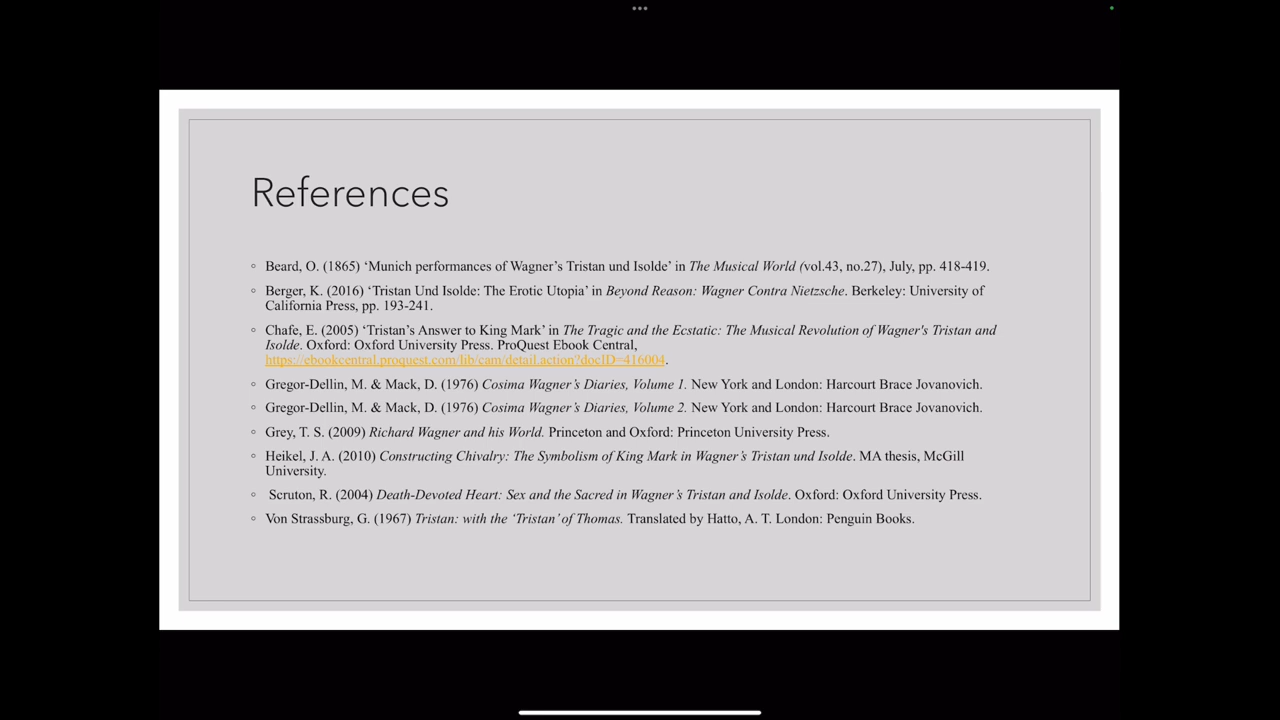 References
Beard, O. (1865) ‘Munich performances of Wagner’s Tristan und Isolde’ in The Musical World (vol.43, no.27), July, pp. 418-419.
Berger, K. (2016) ‘Tristan Und Isolde: The Erotic Utopia’ in Beyond Reason: Wagner Contra Nietzsche. Berkeley: University of
California Press, pp. 193-241.
Chafe, E. (2005) ‘Tristan’s Answer to King Mark’ in The Tragic and the Ecstatic: The Musical Revolution of Wagner's Tristan and
Isolde. Oxford: Oxford University Press. ProQuest Ebook Central,
https://ebookcentral.proquest.com/lib/cam/detail.action?docID=416004.
Gregor-Dellin, M. & Mack, D. (1976) Cosima Wagner’s Diaries, Volume 1. New York and London: Harcourt Brace Jovanovich.
Gregor-Dellin, M. & Mack, D. (1976) Cosima Wagner’s Diaries, Volume 2. New York and London: Harcourt Brace Jovanovich.
Grey, T. S. (2009) Richard Wagner and his World. Princeton and Oxford: Princeton University Press.
Heikel, J. A. (2010) Constructing Chivalry: The Symbolism of King Mark in Wagner’s Tristan und Isolde. MA thesis, McGill
University.
Scruton, R. (2004) Death-Devoted Heart: Sex and the Sacred in Wagner’s Tristan and Isolde. Oxford: Oxford University Press.
Von Strassburg, G. (1967) Tristan: with the ‘Tristan’ of Thomas. Translated by Hatto, A. T. London: Penguin Books.